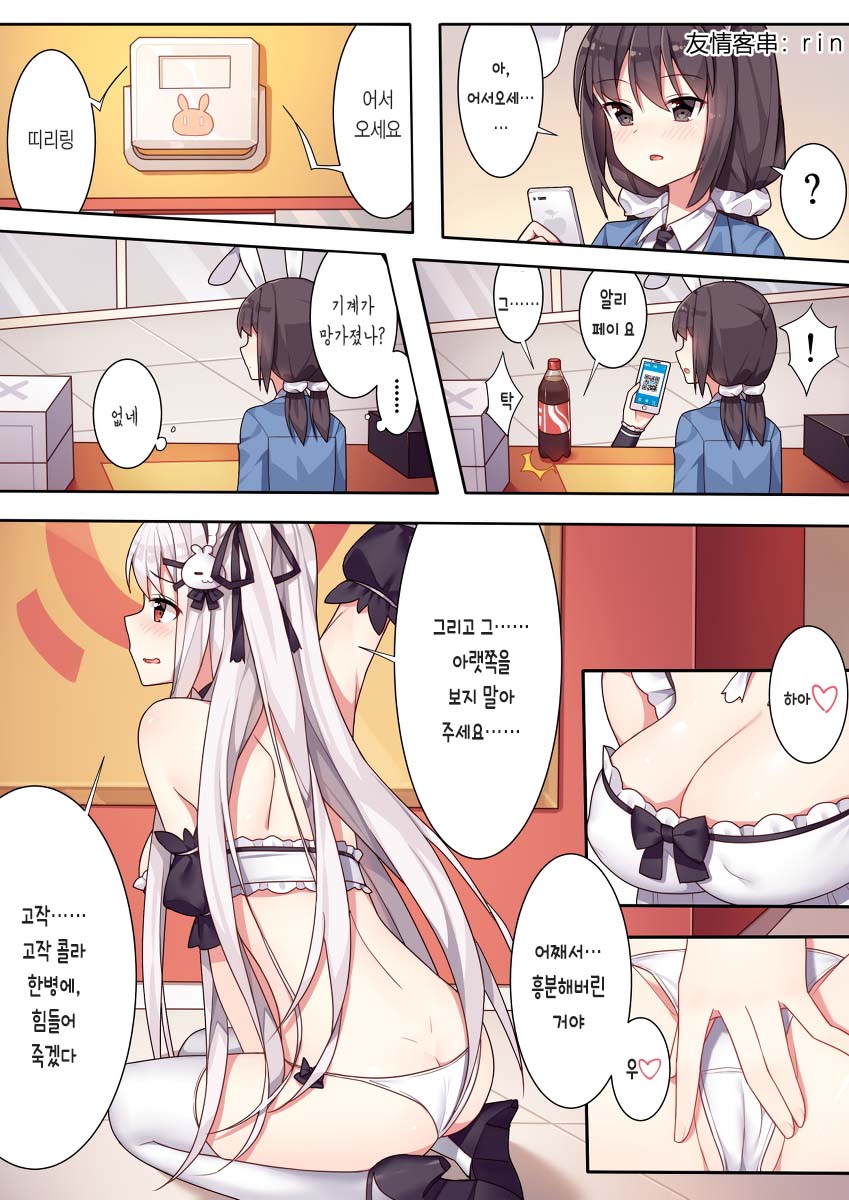 友情客串: rin
띠리링
어서
오세요
아,
어서오세…
…
?
기계가
망가졌나?
……
없네
그……
알리
페이 요
!
탁
그리고 그……
아랫쪽을
보지 말아
주세요……
하아♡
고작……
고작 콜라
한병에,
힘들어
죽겠다
어째서…
흥분해버린
거야
우♡